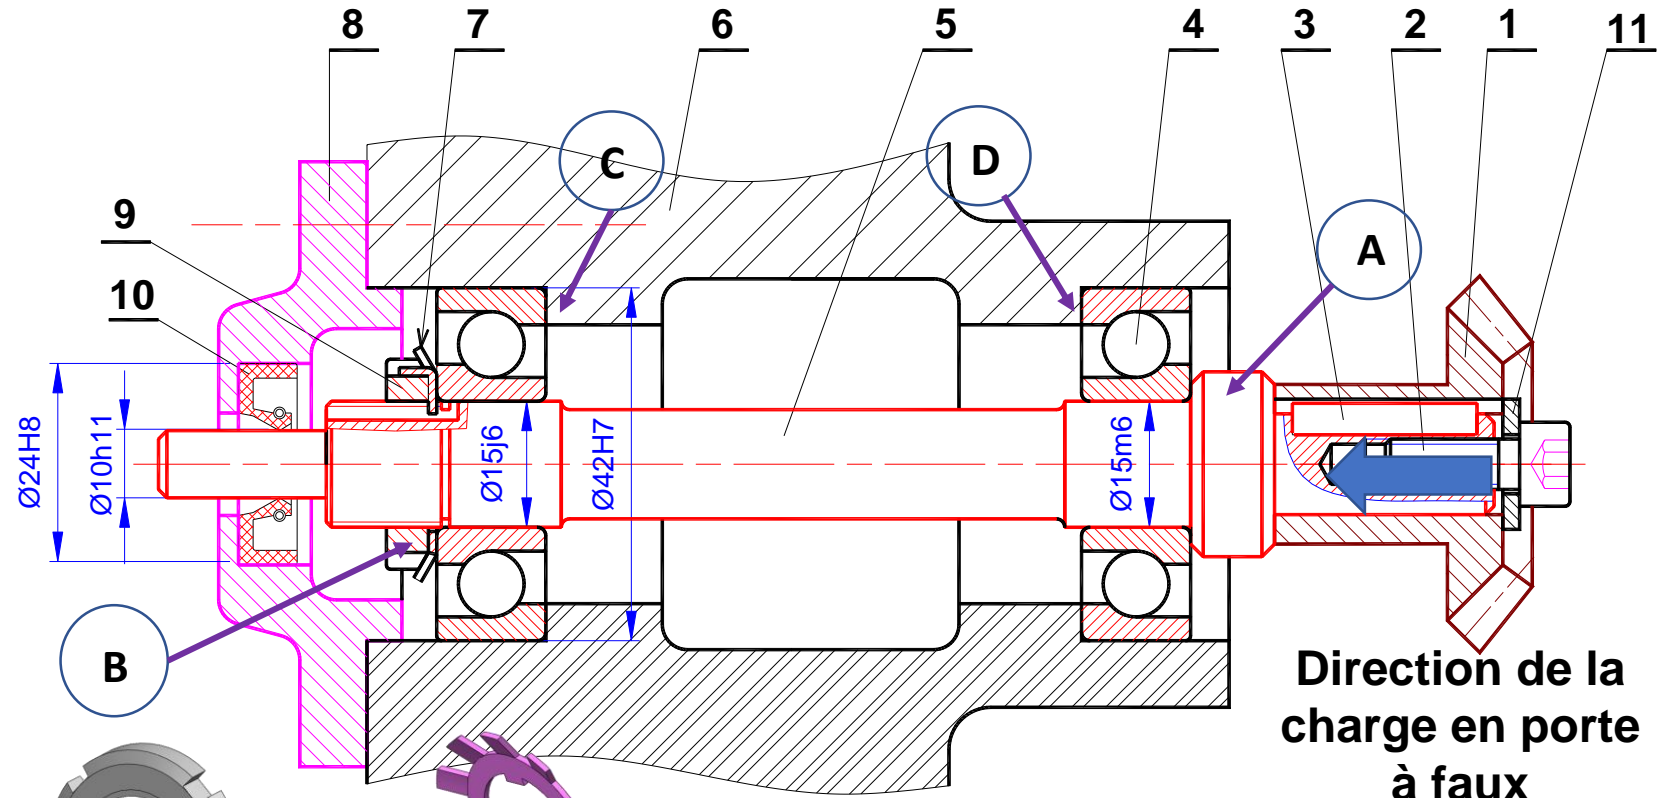 8 7 6 5 4 3 2 1 11
C D
9
A
10
Ø24H8
Ø10h11
Ø15j6
Ø42H7
Ø15m6
B
Direction de la
charge en porte
à faux